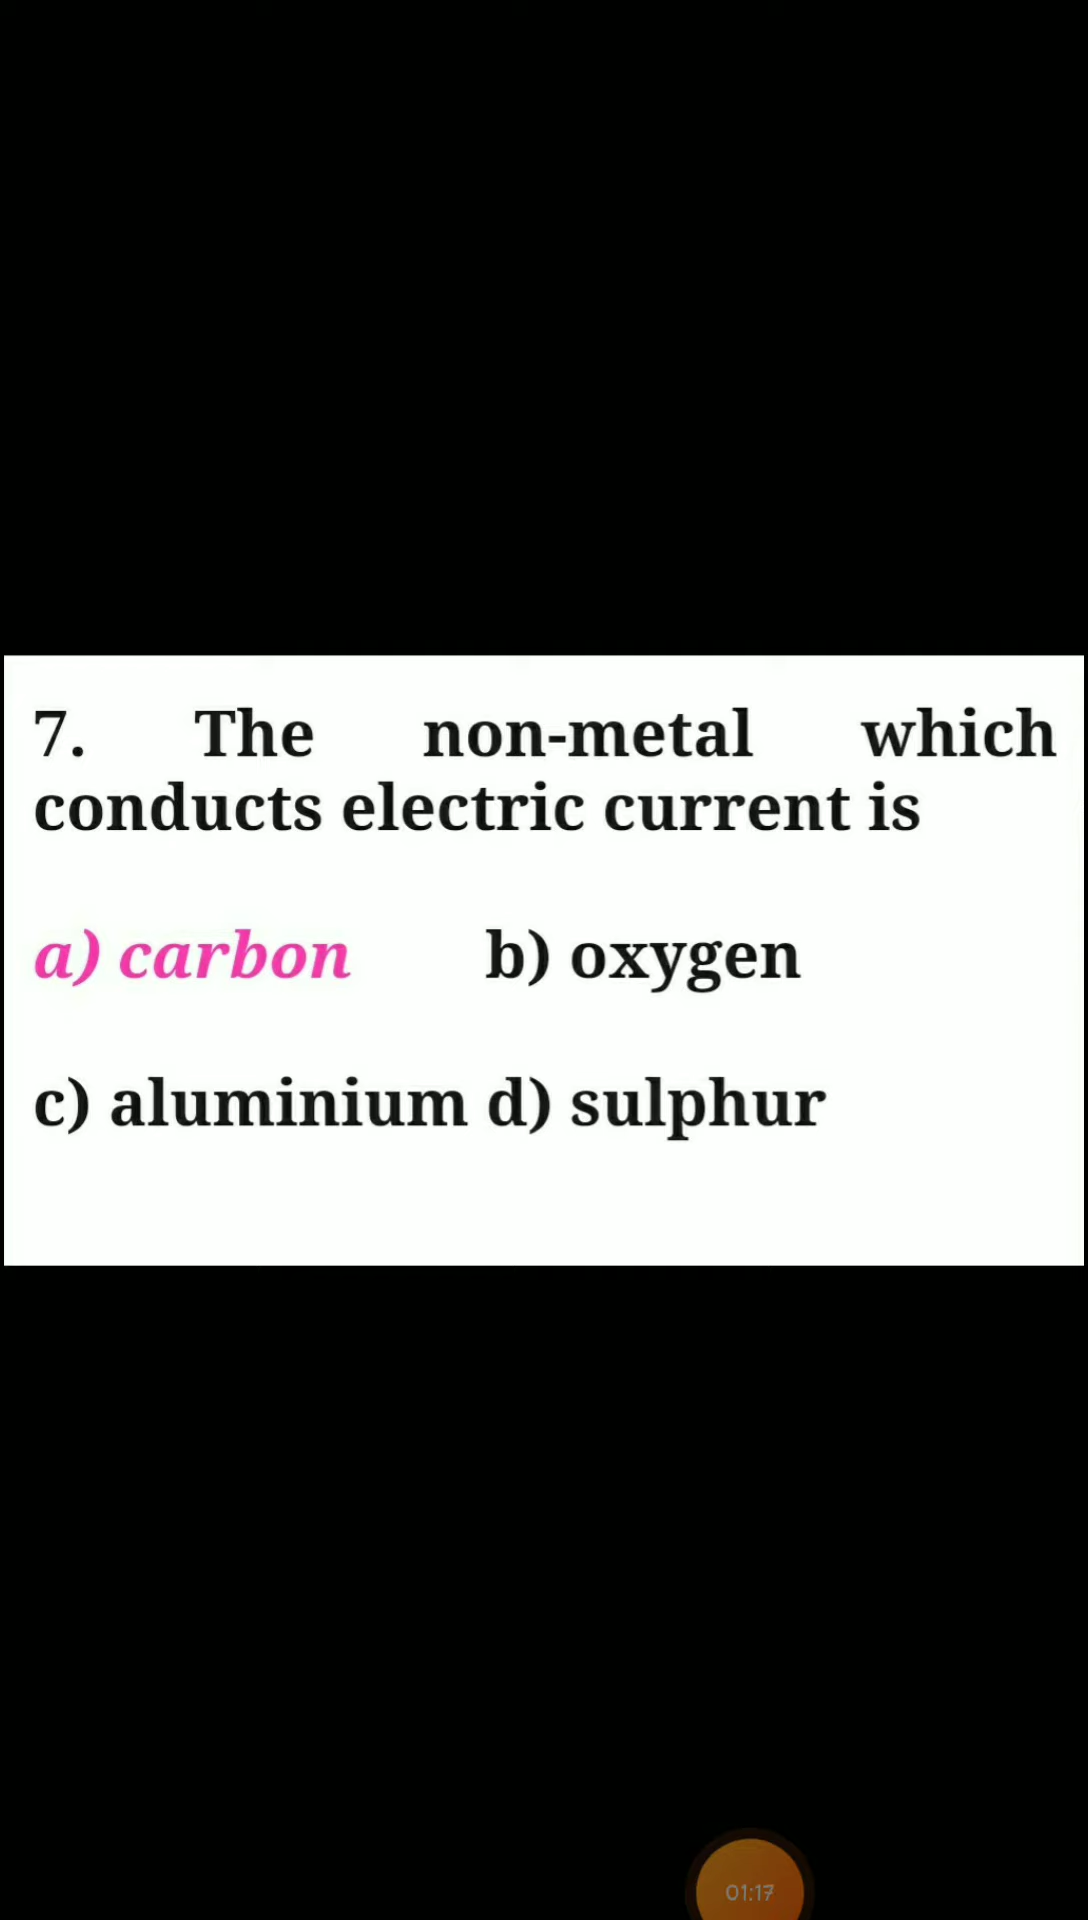 7. The non-metal which
conducts electric current is
a) carbon b) oxygen
c) aluminium d) sulphur
01:17